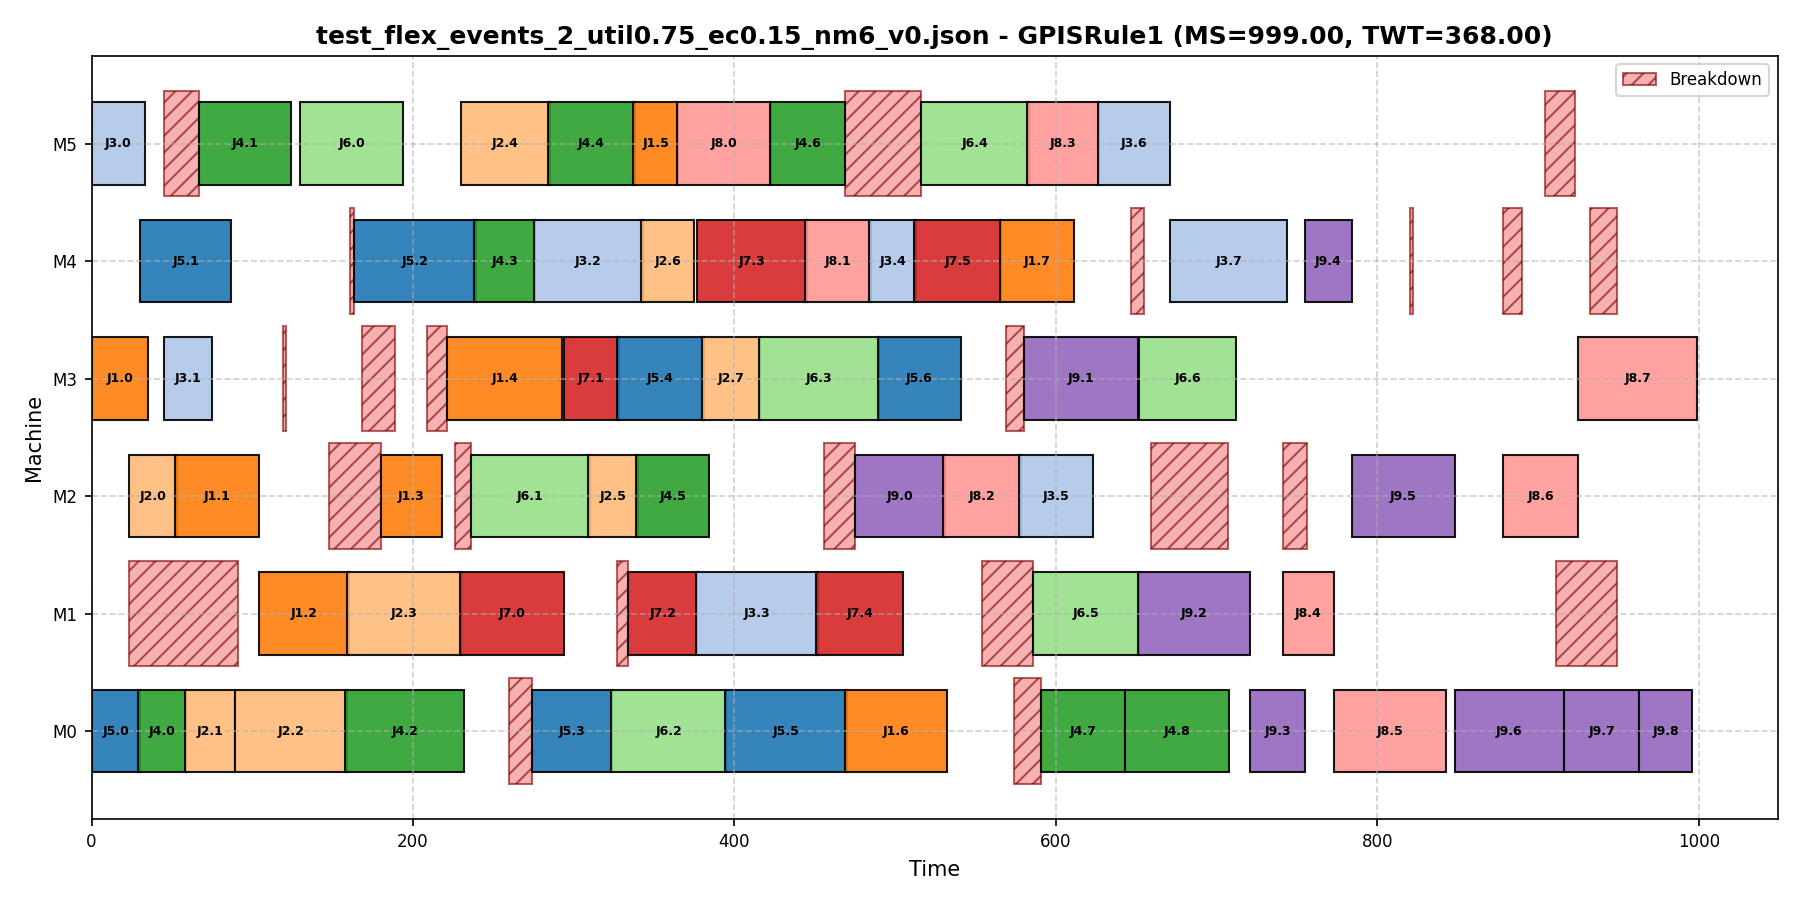 test_flex_events_2_util0.75_ec0.15_nm6_v0.json - GPISRule1 (MS=999.00, TWT=368.00)
Breakdown
M5 J3.0 J4.1 J6.0 J2.4 J4.4 J1.5 J8.0 J4.6 J6.4 J8.3 J3.6
M4 J5.1 J5.2 J4.3 J3.2 J2.6 J7.3 J8.1 J3.4 J7.5 J1.7 J3.7 J9.4
M3 J1.0 J3.1 J1.4 J7.1 J5.4 J2.7 J6.3 J5.6 J9.1 J6.6 J8.7
M2 J2.0 J1.1 J1.3 J6.1 J2.5 J4.5 J9.0 J8.2 J3.5 J9.5 J8.6
M1 J1.2 J2.3 J7.0 J7.2 J3.3 J7.4 J6.5 J9.2 J8.4
M0 J5.0 J4.0 J2.1 J2.2 J4.2 J5.3 J6.2 J5.5 J1.6 J4.7 J4.8 J9.3 J8.5 J9.6 J9.7 J9.8
0 200 400 600 800 1000
Time
Machine